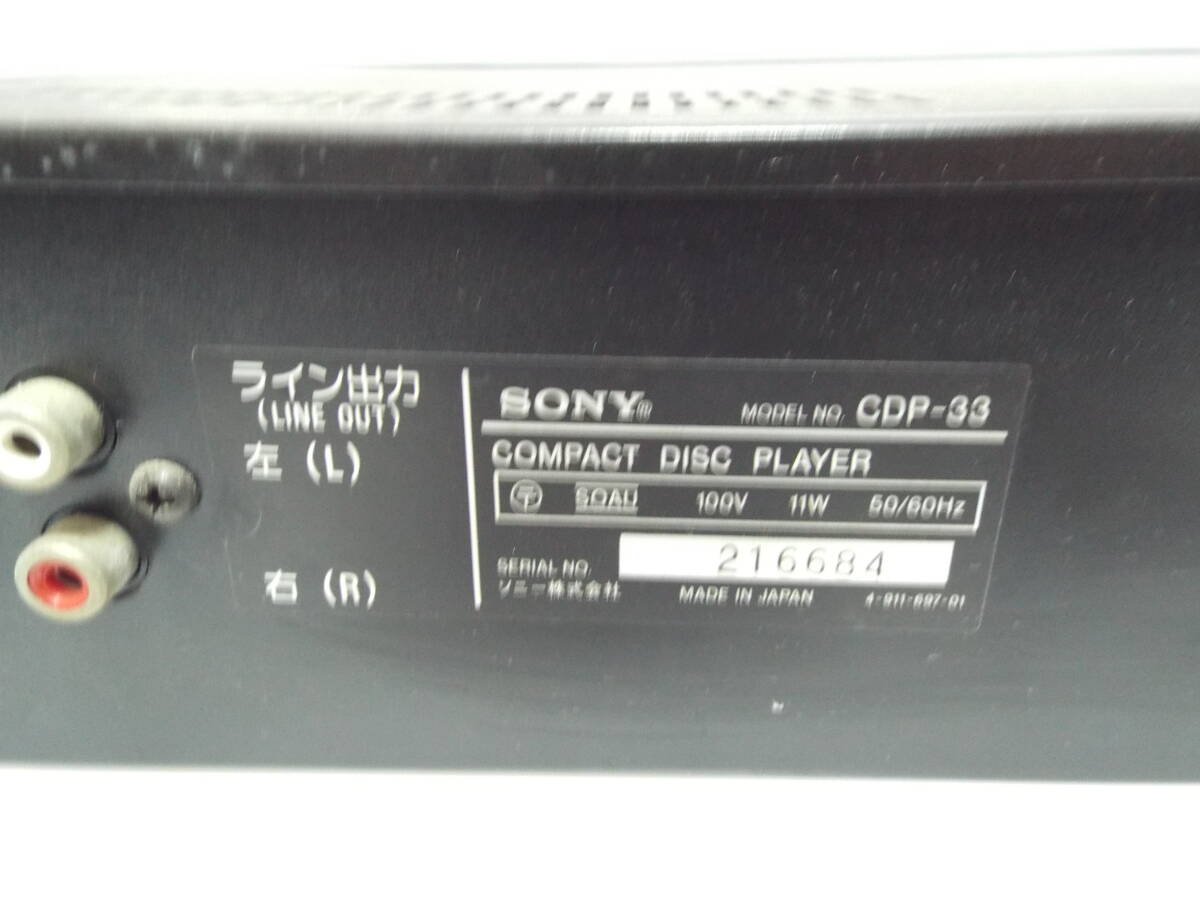 ライン出力
(LINE OUT)
左 (L)
右 (R)
SONY®
MODEL NO. CDP-33
COMPACT DISC PLAYER
〒 SOAU 100V 11W 50/60Hz
SERIAL NO. 216684
ソニー株式会社 MADE IN JAPAN 4-911-697-01